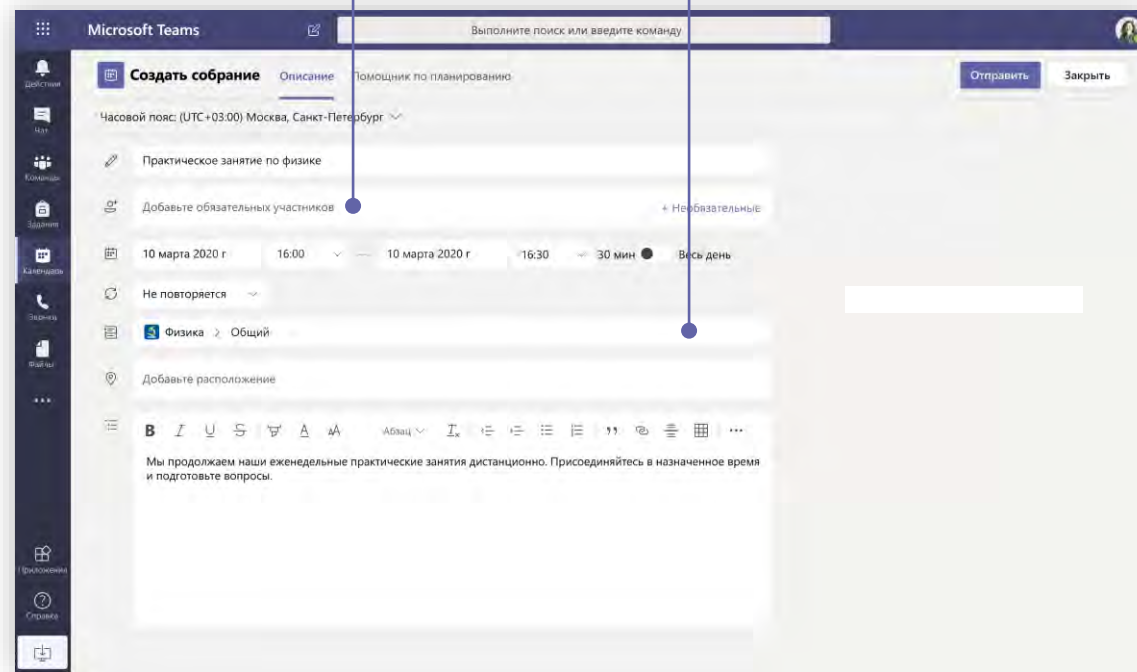 Microsoft Teams
Выполните поиск или введите команду
Действия
Создать собрание Описание Помощник по планированию Отправить Закрыть
Чат
Часовой пояс: (UTC+03:00) Москва, Санкт-Петербург
Команды
Практическое занятие по физике
Задания
Добавьте обязательных участников + Необязательные
Календарь
10 марта 2020 г 16:00 — 10 марта 2020 г 16:30 30 мин Весь день
Звонки
Не повторяется
Файлы
Физика > Общий
Добавьте расположение
B I U S A AA Абзац
Мы продолжаем наши еженедельные практические занятия дистанционно. Присоединяйтесь в назначенное время
и подготовьте вопросы.
Приложения
Справка